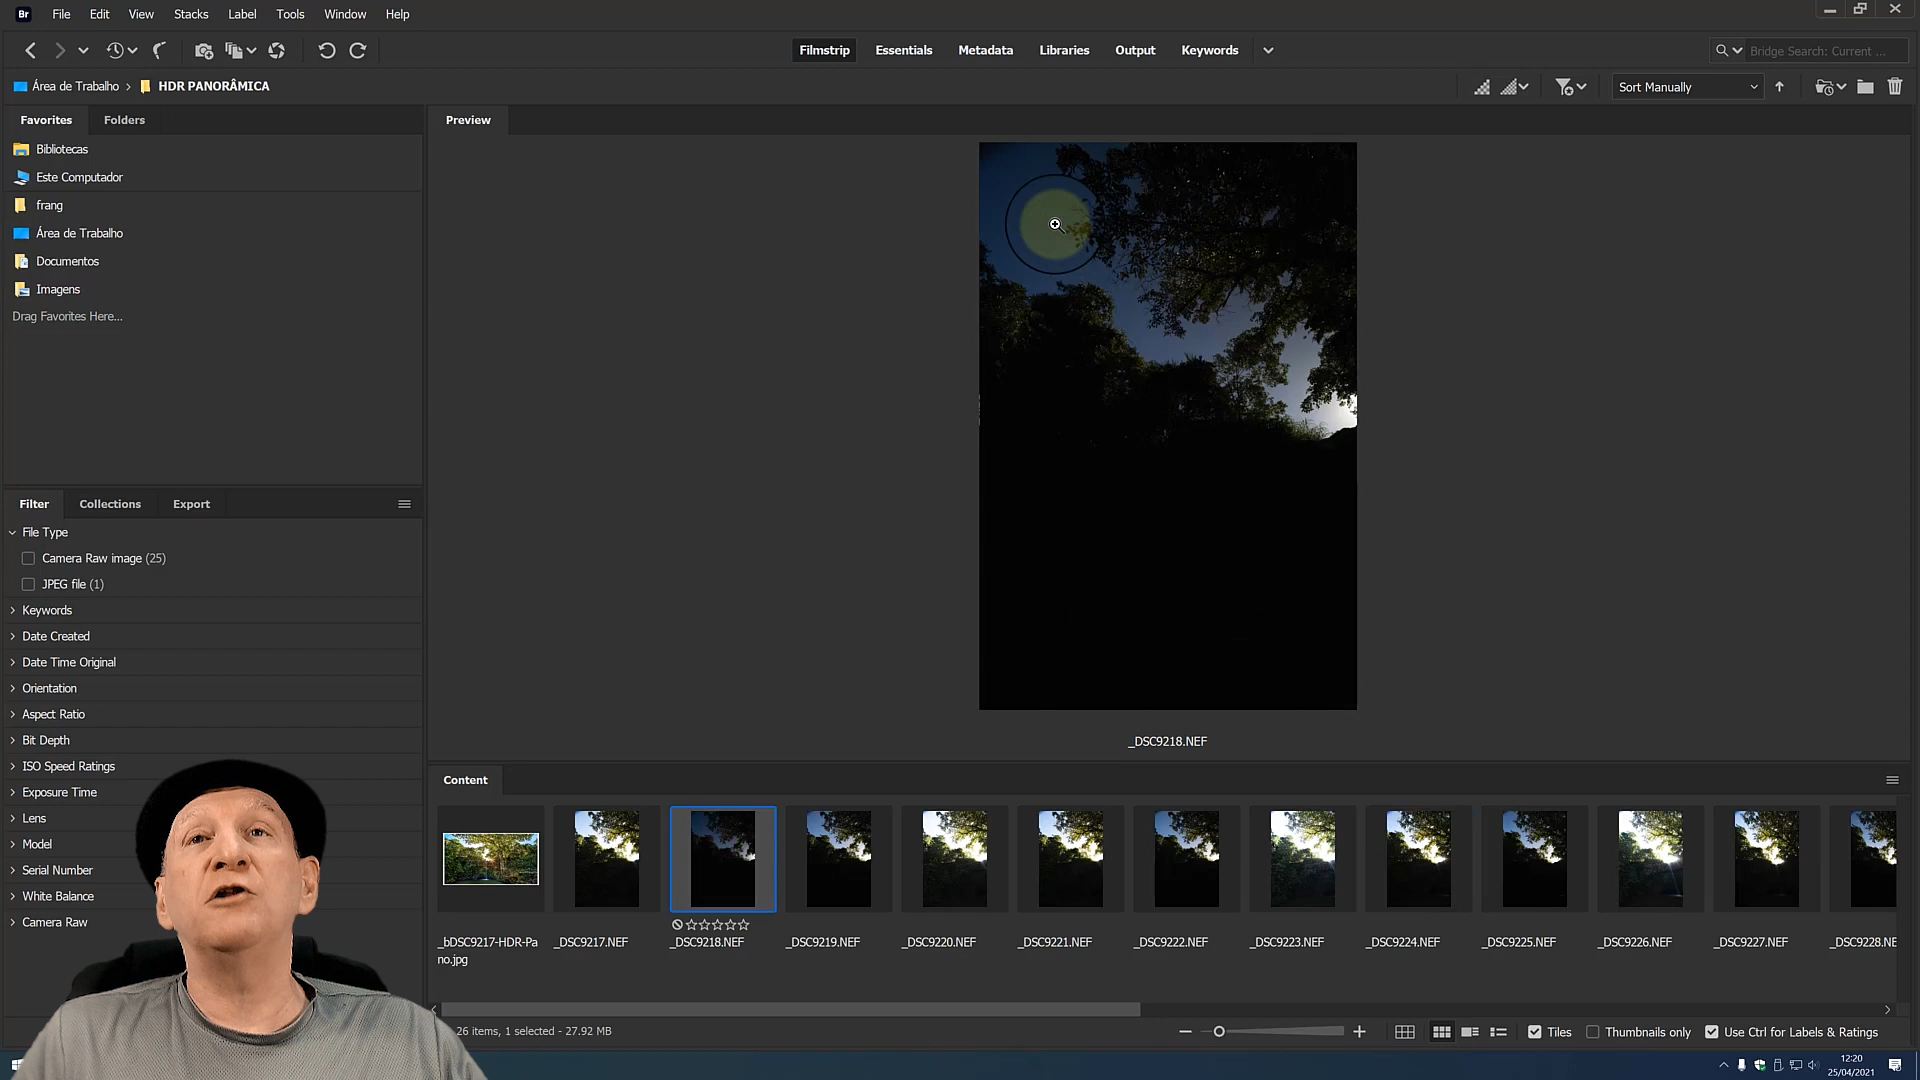 Br File Edit View Stacks Label Tools Window Help
Filmstrip Essentials Metadata Libraries Output Keywords
Bridge Search: Current ...
Área de Trabalho HDR PANORÂMICA
Sort Manually
Favorites Folders
Bibliotecas
Este Computador
frang
Área de Trabalho
Documentos
Imagens
Drag Favorites Here...
Filter Collections Export
File Type
Camera Raw image (25)
JPEG file (1)
Keywords
Date Created
Date Time Original
Orientation
Aspect Ratio
Bit Depth
ISO Speed Ratings
Exposure Time
Lens
Model
Serial Number
White Balance
Camera Raw
Preview
_DSC9218.NEF
Content
_bDSC9217-HDR-Pa
no.jpg
_DSC9217.NEF
_DSC9218.NEF
_DSC9219.NEF
_DSC9220.NEF
_DSC9221.NEF
_DSC9222.NEF
_DSC9223.NEF
_DSC9224.NEF
_DSC9225.NEF
_DSC9226.NEF
_DSC9227.NEF
_DSC9228.NE
26 items, 1 selected - 27.92 MB
Tiles Thumbnails only Use Ctrl for Labels & Ratings
12:20
25/04/2021